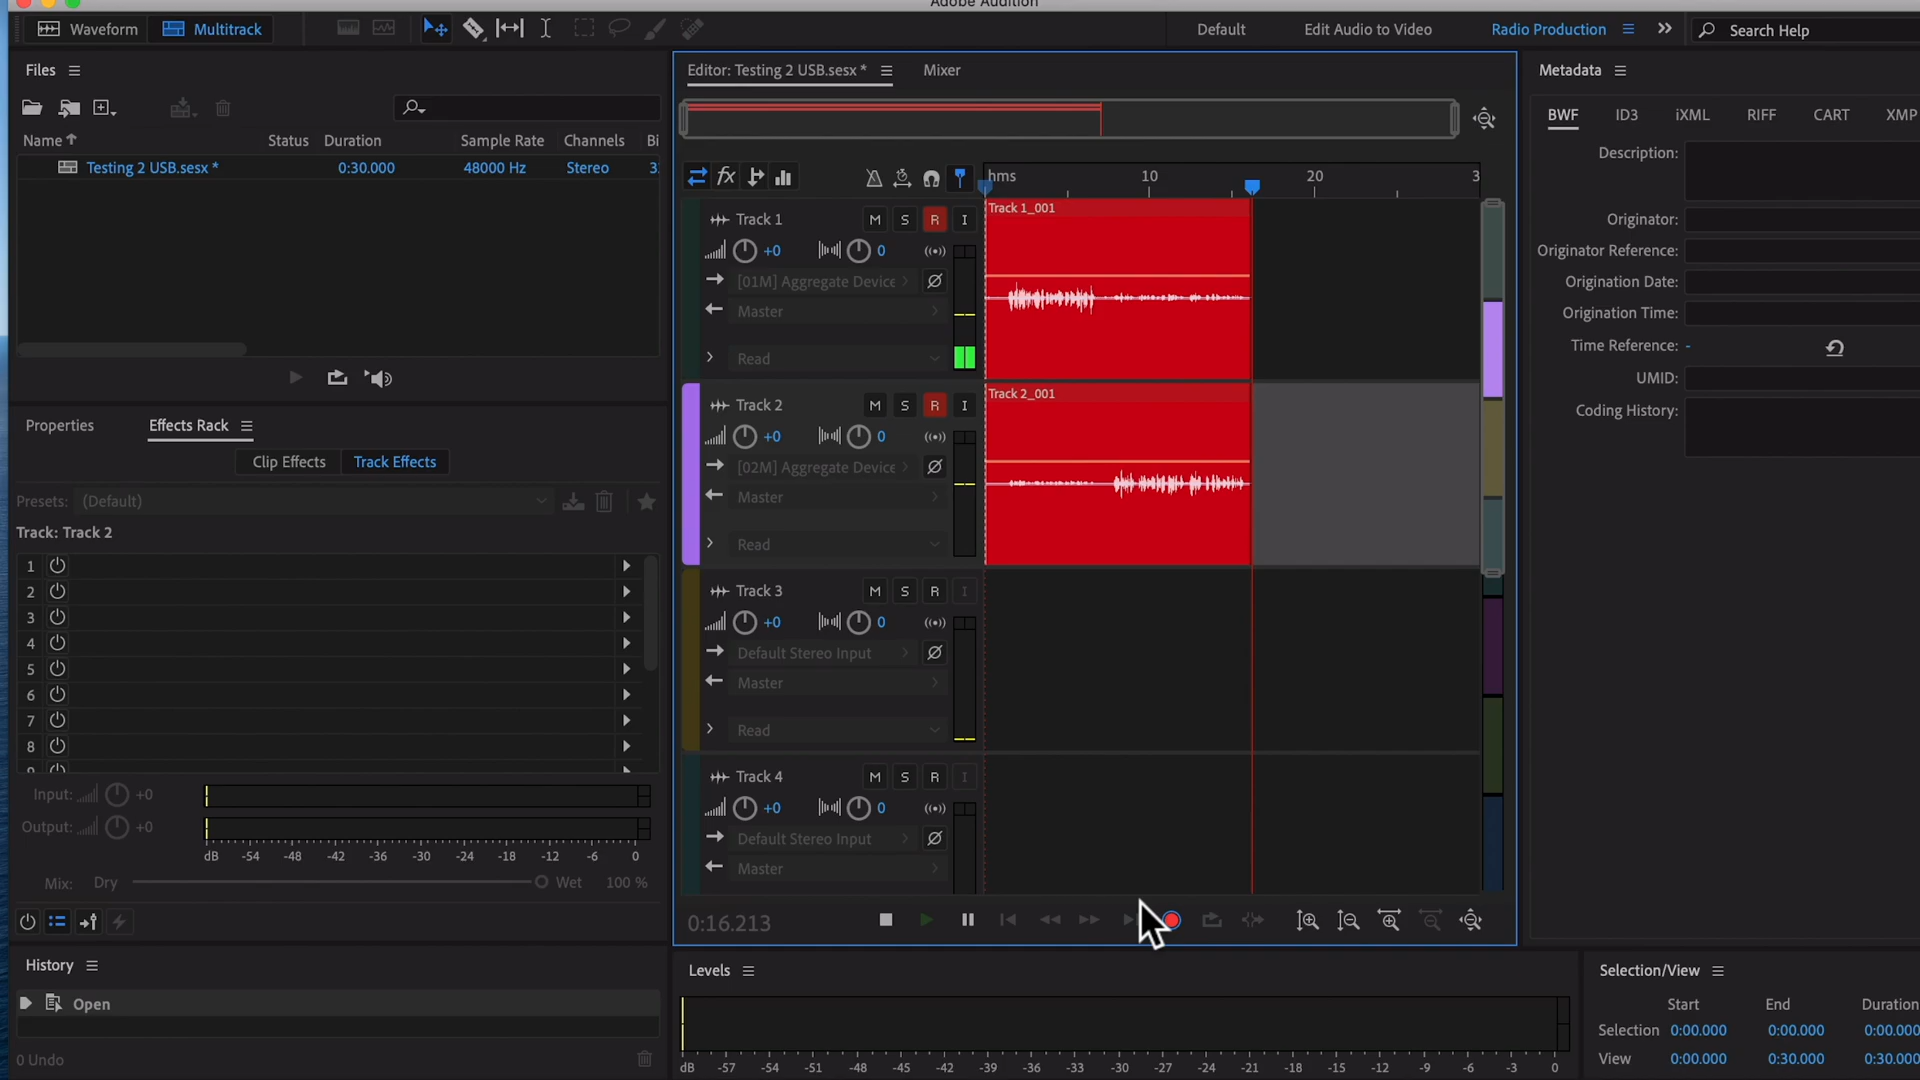 Adobe Audition
Waveform Multitrack Default Edit Audio to Video Radio Production Search Help
Files
Name Status Duration Sample Rate Channels Bi
Testing 2 USB.sesx * 0:30.000 48000 Hz Stereo 3
Properties Effects Rack
Clip Effects Track Effects
Presets: (Default)
Track: Track 2
1
2
3
4
5
6
7
8
9
Input: +0
Output: +0
dB -54 -48 -42 -36 -30 -24 -18 -12 -6 0
Mix: Dry Wet 100 %
History
Open
0 Undo
Editor: Testing 2 USB.sesx * Mixer
fx hms 10 20 3
Track 1 M S R I
+0 0
[01M] Aggregate Device
Master
Read
Track 1_001
Track 2 M S R I
+0 0
[02M] Aggregate Device
Master
Read
Track 2_001
Track 3 M S R I
+0 0
Default Stereo Input
Master
Read
Track 4 M S R I
+0 0
Default Stereo Input
Master
0:16.213
Levels
dB -57 -54 -51 -48 -45 -42 -39 -36 -33 -30 -27 -24 -21 -18 -15 -12 -9 -6 -3 0
Metadata
BWF ID3 iXML RIFF CART XMP
Description:
Originator:
Originator Reference:
Origination Date:
Origination Time:
Time Reference: -
UMID:
Coding History:
Selection/View
Start End Duration
Selection 0:00.000 0:00.000 0:00.000
View 0:00.000 0:30.000 0:30.000